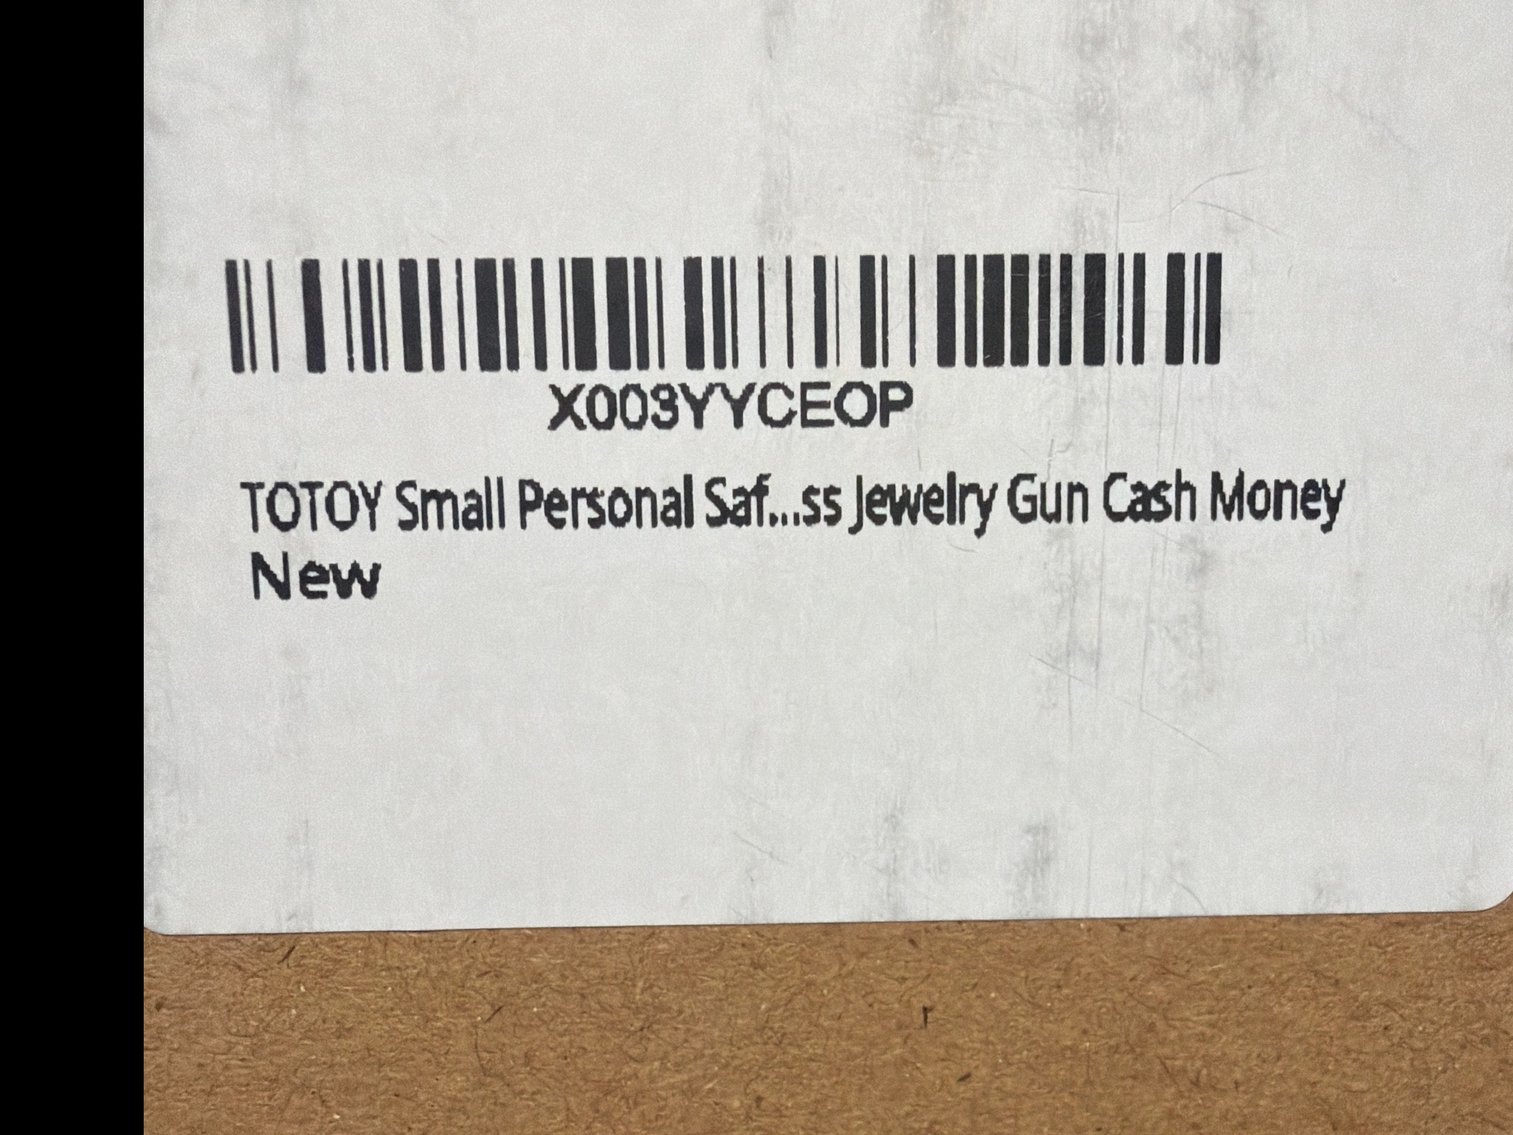 X003YYCEOP
TOTOY Small Personal Saf...ss Jewelry Gun Cash Money
New